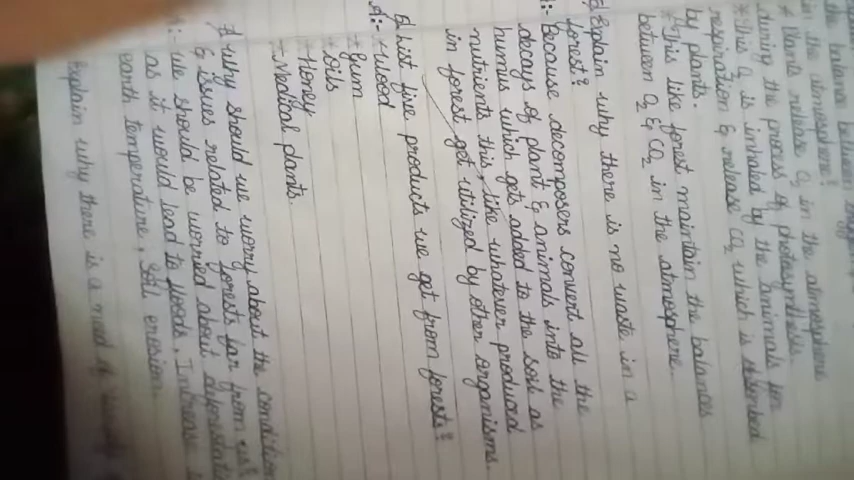 the balance between
in the atmosphere?
* Plants release O2 in the atmosphere
during the process of photosynthesis.
* This O2 is inhaled by the animals for
respiration & release CO2 which is absorbed
by plants.
* This like forest maintain the balances
between O2 & CO2 in the atmosphere.
Explain why there is no waste in a
forest?
:- Because decomposers convert all the
decays of plant & animals into the
humus which gets added to the soil as
nutrients this, like whatever produced
in forest get utilized by other organisms.
List five products we get from forests?
A:- - Wood
- Gum
- Honey
- Medical plants.
why should we worry about the condition
& issues related to forests far from us?
:- we should be worried about
as it would lead to floods, Increase
earth temperature, soil erosion
Explain why there is a need of